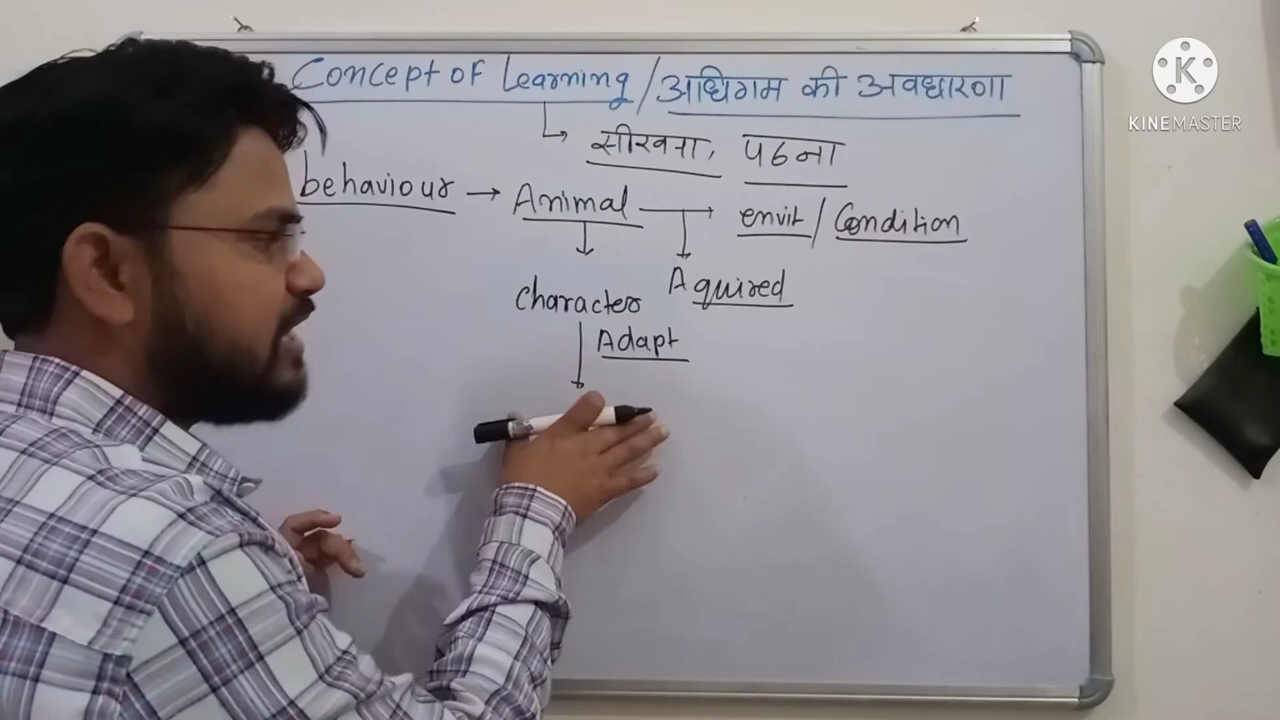 Concept of Learning / अधिगम की अवधारणा
सीखना, पढना
behaviour → Animal → envit / Condition
character Aquired
Adapt
K
KINEMASTER